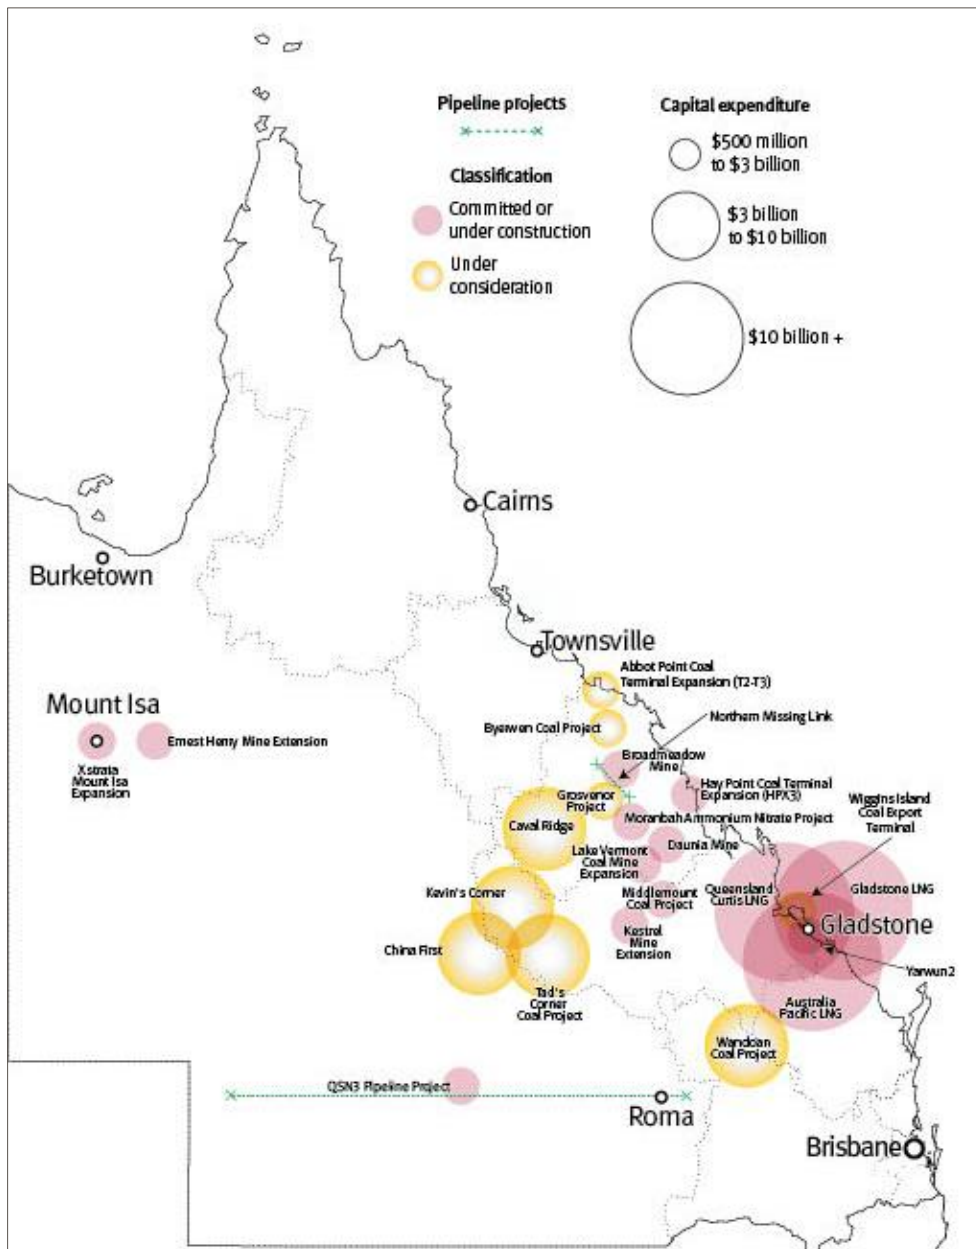 Pipeline projects
Capital expenditure
$500 million
to $3 billion
Classification
Committed or
under construction
$3 billion
to $10 billion
Under
consideration
$10 billion +
Cairns
Burketown
Townsville
Abbot Point Coal
Terminal Expansion (T2-T3)
Mount Isa
Northern Missing Link
Byerwen Coal Project
Ernest Henry Mine Extension
Broadmeadow
Mine
Xstrata
Mount Isa
Expansion
Hay Point Coal Terminal
Expansion (HPX3)
Grosvenor
Project
Wiggins Island
Coal Export
Terminal
Moranbah Ammonium Nitrate Project
Caval Ridge
Daunia Mine
Lake Vermont
Coal Mine
Expansion
Kevin's Corner
Middlemount
Coal Project
Queensland
Curtis LNG
Gladstone LNG
Gladstone
Kestrel
Mine
Extension
China First
Yarwun 2
Tad's
Corner
Coal Project
Australia
Pacific LNG
Wandoan
Coal Project
QSN3 Pipeline Project
Roma
Brisbane